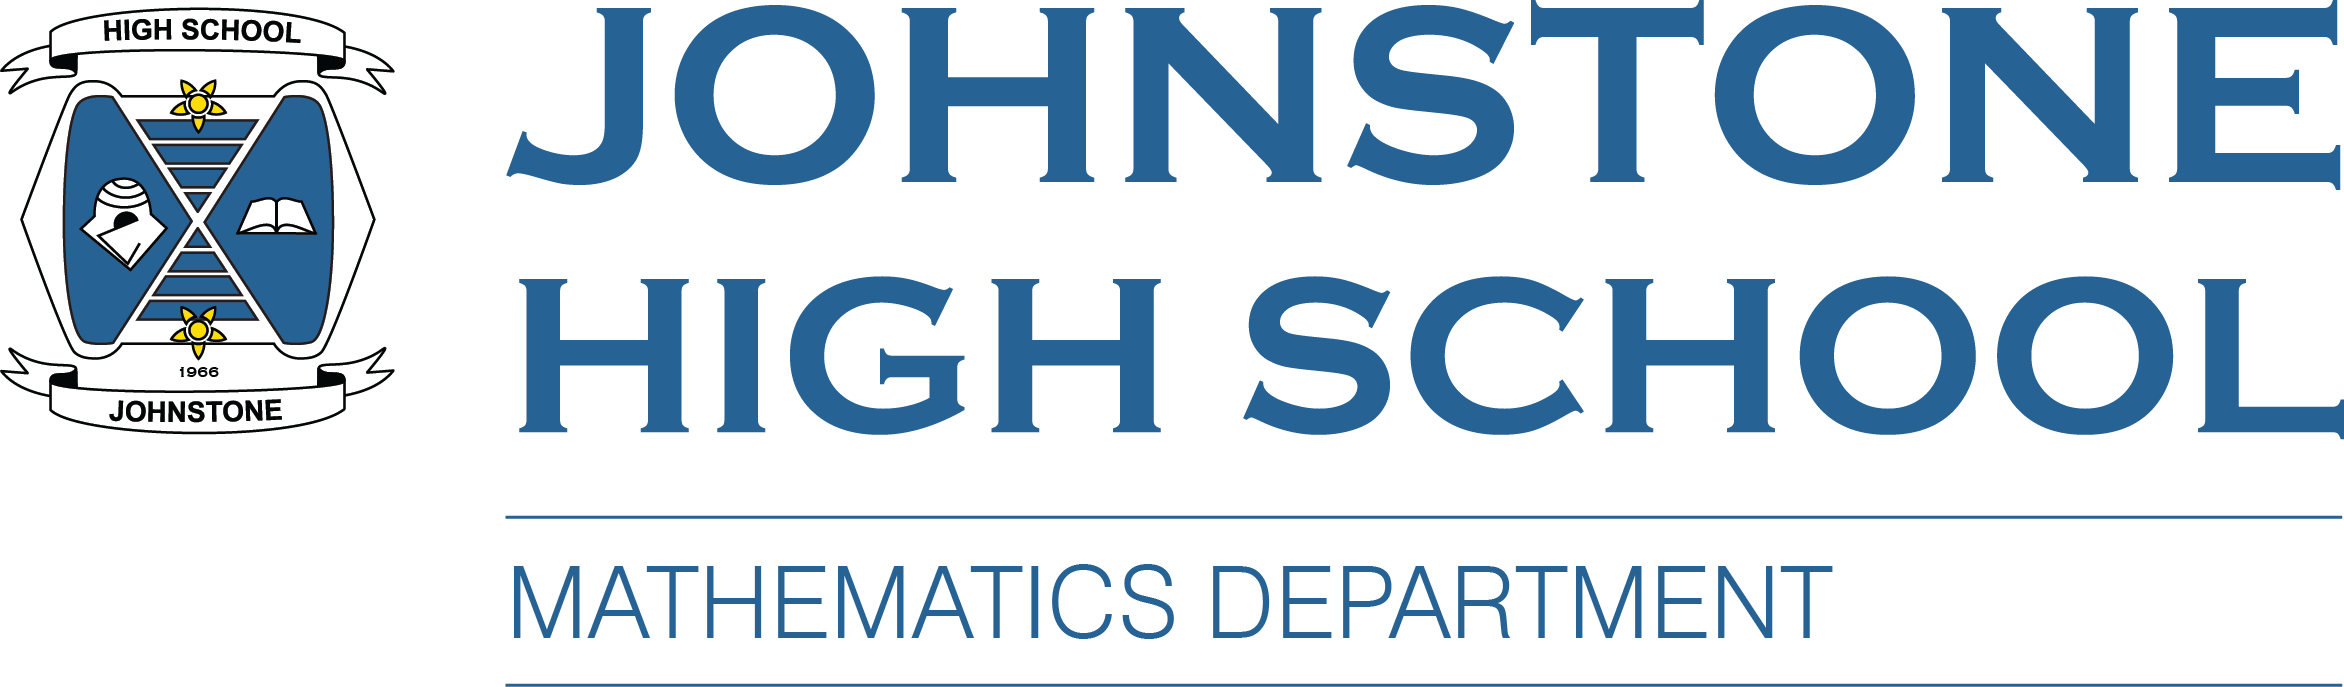 HIGH SCHOOL
1966
JOHNSTONE
JOHNSTONE
HIGH SCHOOL
MATHEMATICS DEPARTMENT